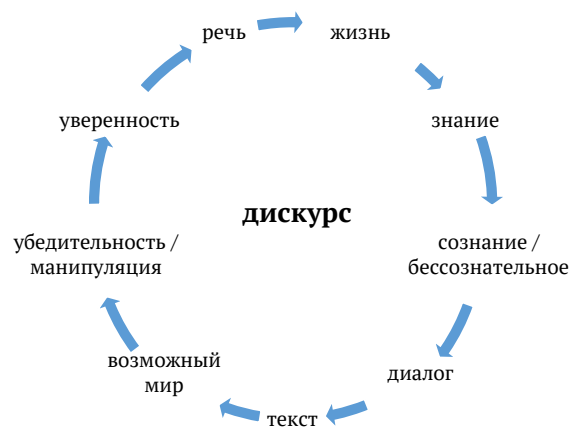 речь
жизнь
знание
сознание /
бессознательное
диалог
текст
возможный
мир
убедительность /
манипуляция
уверенность
дискурс